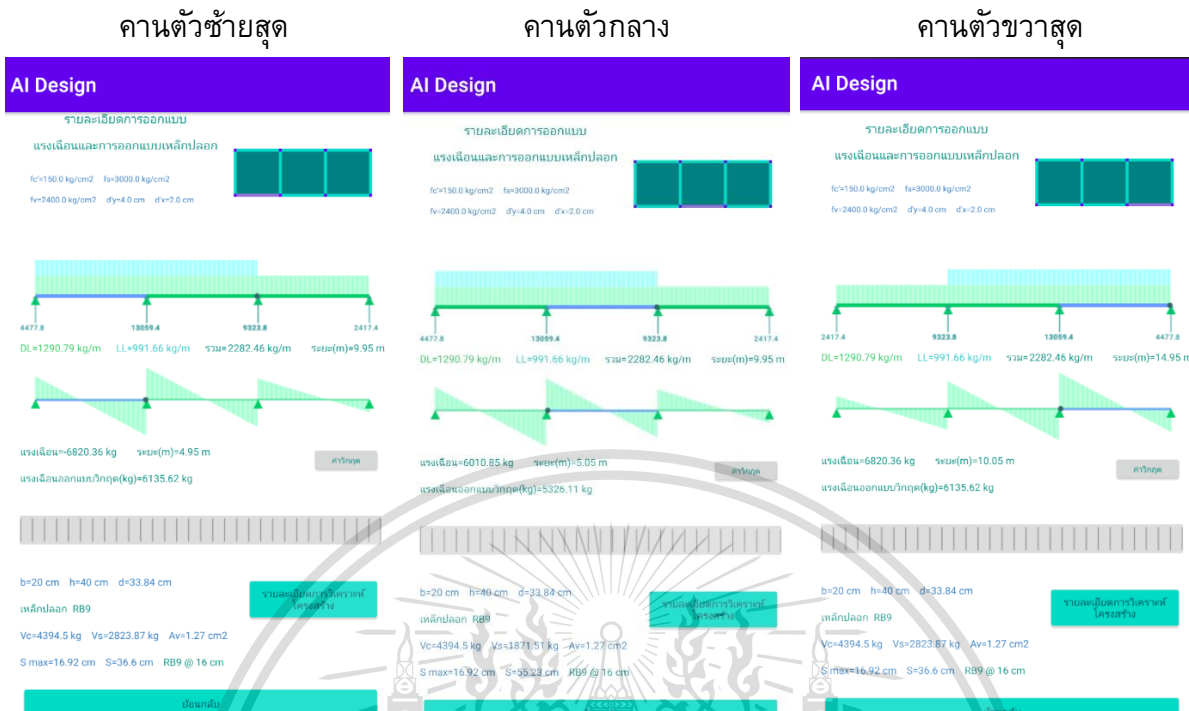 คานตัวซ้ายสุด
AI Design
รายละเอียดการออกแบบ
แรงเฉือนและการออกแบบเหล็กปลอก
fc'=150.0 kg/cm2 fs=3000.0 kg/cm2
fv=2400.0 kg/cm2 d'y=4.0 cm d'x=2.0 cm
4477.8 13059.4 9323.8 2417.4
DL=1290.79 kg/m LL=991.66 kg/m รวม=2282.46 kg/m ระยะ(m)=9.95 m
แรงเฉือน=-6820.36 kg ระยะ(m)=4.95 m
ค่าวิกฤต
แรงเฉือนออกแบบวิกฤต(kg)=6135.62 kg
b=20 cm h=40 cm d=33.84 cm
รายละเอียดการวิเคราะห์
โครงสร้าง
เหล็กปลอก RB9
Vc=4394.5 kg Vs=2823.87 kg Av=1.27 cm2
S max=16.92 cm S=36.6 cm RB9 @ 16 cm
ย้อนกลับ
คานตัวกลาง
AI Design
รายละเอียดการออกแบบ
แรงเฉือนและการออกแบบเหล็กปลอก
fc'=150.0 kg/cm2 fs=3000.0 kg/cm2
fv=2400.0 kg/cm2 d'y=4.0 cm d'x=2.0 cm
4477.8 13059.4 9323.8 2417.4
DL=1290.79 kg/m LL=991.66 kg/m รวม=2282.46 kg/m ระยะ(m)=9.95 m
แรงเฉือน=6010.85 kg ระยะ(m)=5.05 m
ค่าวิกฤต
แรงเฉือนออกแบบวิกฤต(kg)=5326.11 kg
b=20 cm h=40 cm d=33.84 cm
รายละเอียดการวิเคราะห์
โครงสร้าง
เหล็กปลอก RB9
Vc=4394.5 kg Vs=1871.51 kg Av=1.27 cm2
S max=16.92 cm S=55.23 cm RB9 @ 16 cm
คานตัวขวาสุด
AI Design
รายละเอียดการออกแบบ
แรงเฉือนและการออกแบบเหล็กปลอก
fc'=150.0 kg/cm2 fs=3000.0 kg/cm2
fv=2400.0 kg/cm2 d'y=4.0 cm d'x=2.0 cm
2417.4 9323.8 13059.4 4477.8
DL=1290.79 kg/m LL=991.66 kg/m รวม=2282.46 kg/m ระยะ(m)=14.95 m
แรงเฉือน=6820.36 kg ระยะ(m)=10.05 m
ค่าวิกฤต
แรงเฉือนออกแบบวิกฤต(kg)=6135.62 kg
b=20 cm h=40 cm d=33.84 cm
รายละเอียดการวิเคราะห์
โครงสร้าง
เหล็กปลอก RB9
Vc=4394.5 kg Vs=2823.87 kg Av=1.27 cm2
S max=16.92 cm S=36.6 cm RB9 @ 16 cm